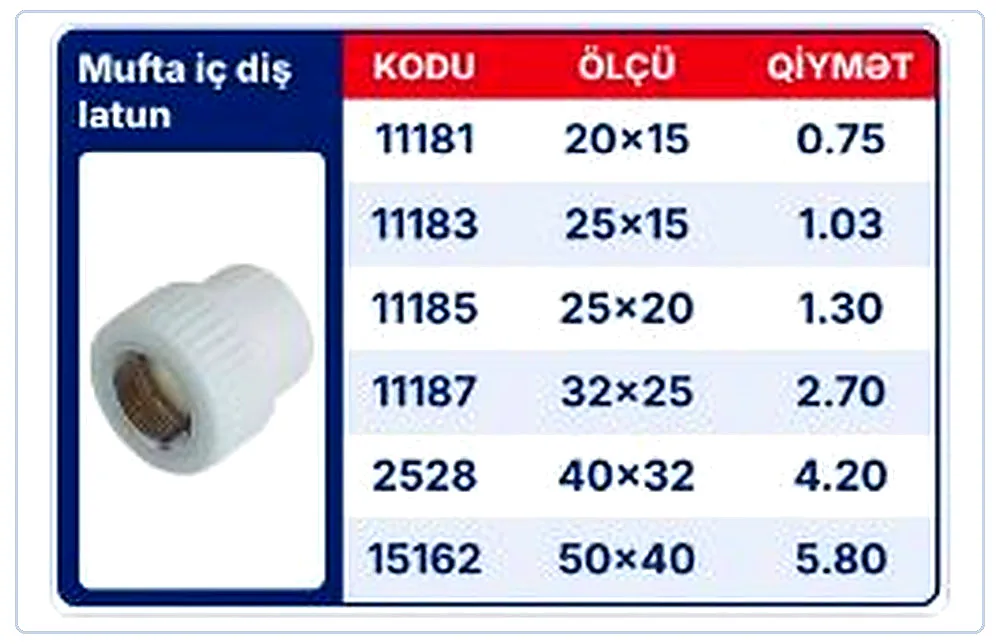 Mufta iç diş
latun
KODU ÖLÇÜ QİYMƏT
11181 20×15 0.75
11183 25×15 1.03
11185 25×20 1.30
11187 32×25 2.70
2528 40×32 4.20
15162 50×40 5.80